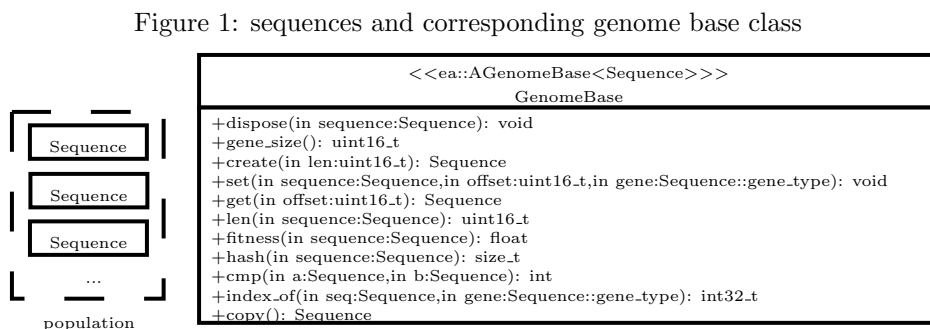 Figure 1: sequences and corresponding genome base class
<<ea::AGenomeBase<Sequence>>>
GenomeBase
+dispose(in sequence:Sequence): void
+gene_size(): uint16_t
+create(in len:uint16_t): Sequence
+set(in sequence:Sequence,in offset:uint16_t,in gene:Sequence::gene_type): void
+get(in offset:uint16_t): Sequence
+len(in sequence:Sequence): uint16_t
+fitness(in sequence:Sequence): float
+hash(in sequence:Sequence): size_t
+cmp(in a:Sequence,in b:Sequence): int
+index_of(in seq:Sequence,in gene:Sequence::gene_type): int32_t
+copy(): Sequence
Sequence
Sequence
Sequence
...
population